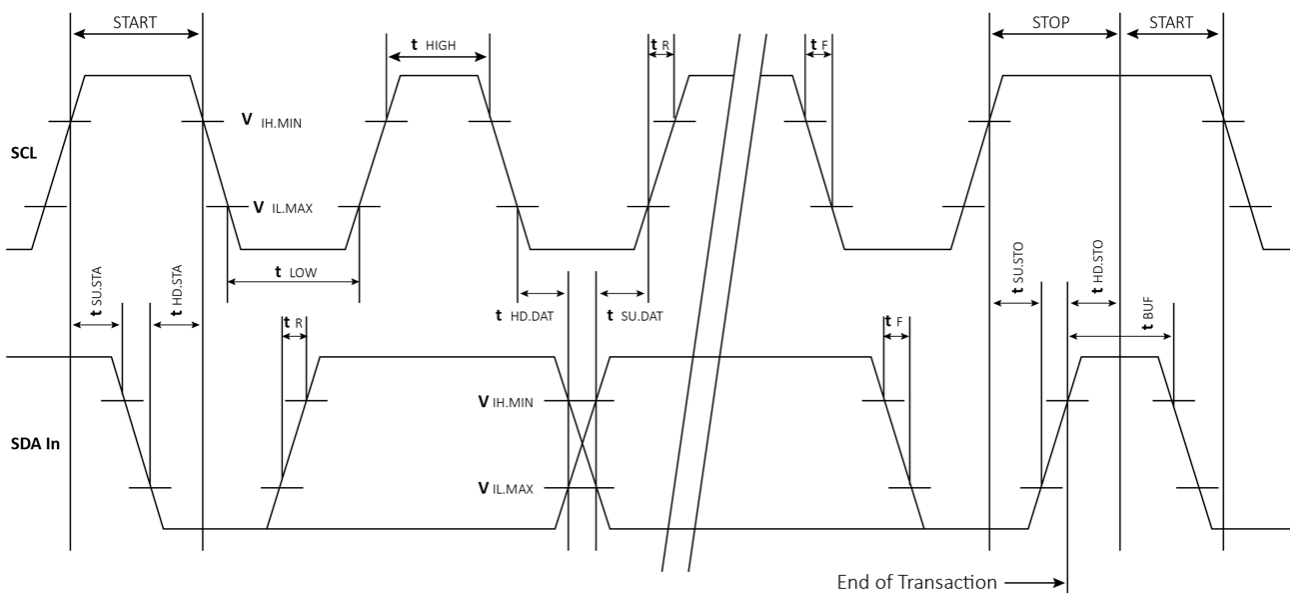 START
STOP
START
t HIGH
t R
t F
V IH.MIN
SCL
V IL.MAX
t LOW
t SU.STA
t HD.STA
t HD.DAT
t SU.DAT
t SU.STO
t HD.STO
t BUF
t R
t F
V IH.MIN
SDA In
V IL.MAX
End of Transaction